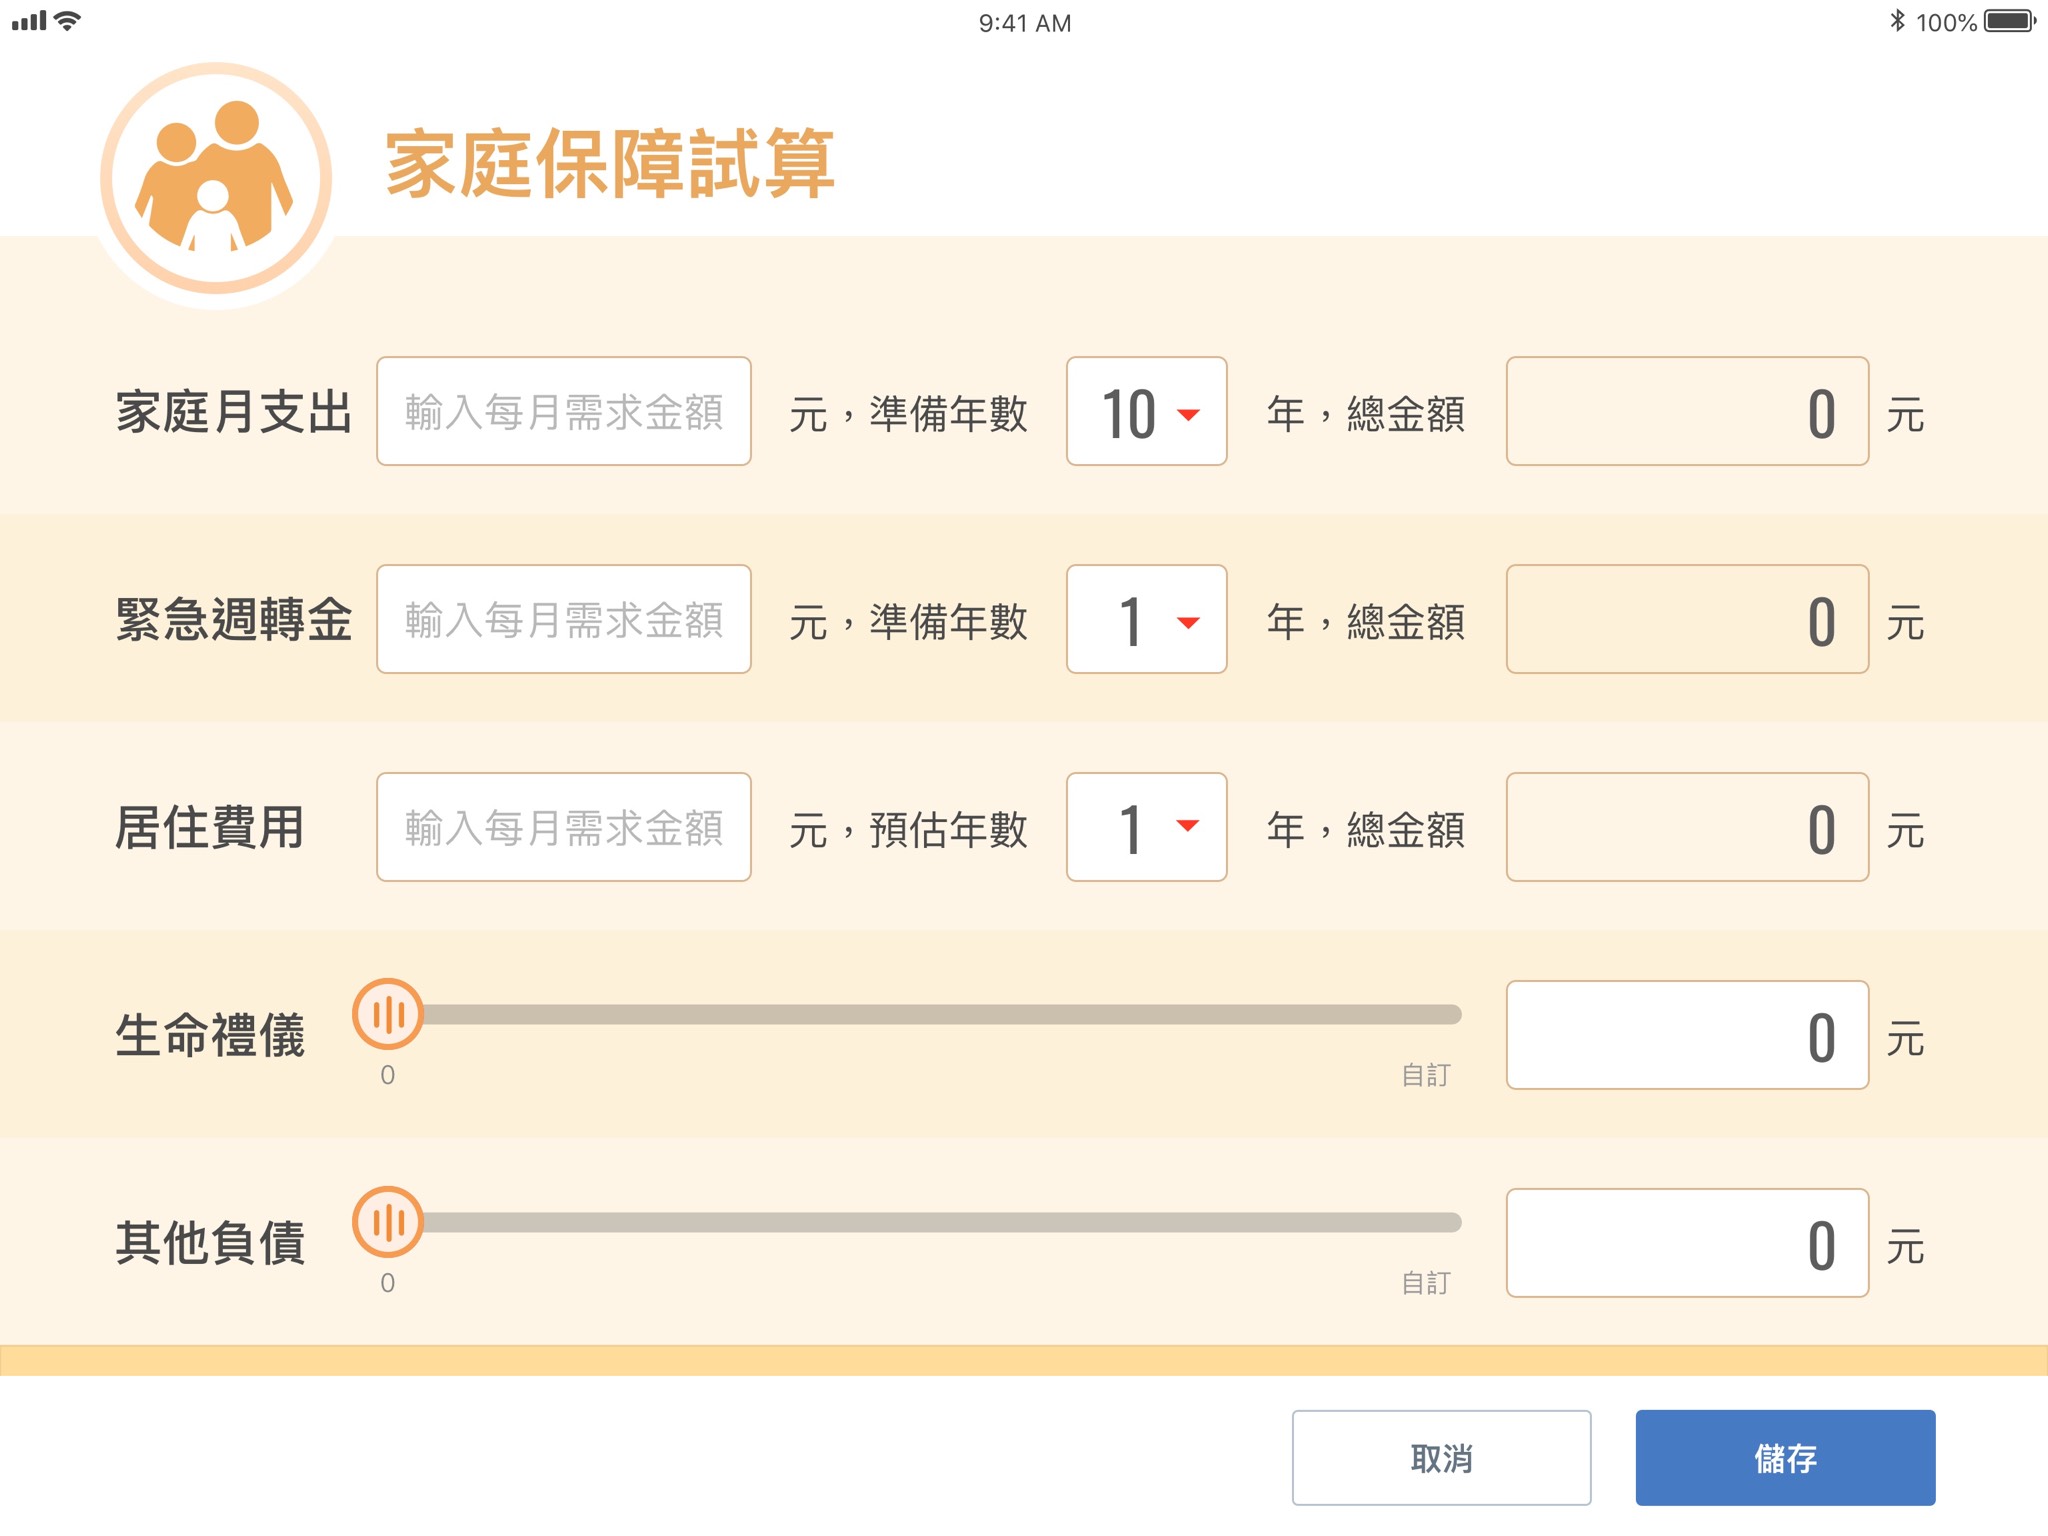 9:41 AM
100%
家庭保障試算
家庭月支出 輸入每月需求金額 元，準備年數 10 年，總金額 0 元
緊急週轉金 輸入每月需求金額 元，準備年數 1 年，總金額 0 元
居住費用 輸入每月需求金額 元，預估年數 1 年，總金額 0 元
生命禮儀 0 元
0 自訂
其他負債 0 元
0 自訂
取消 儲存